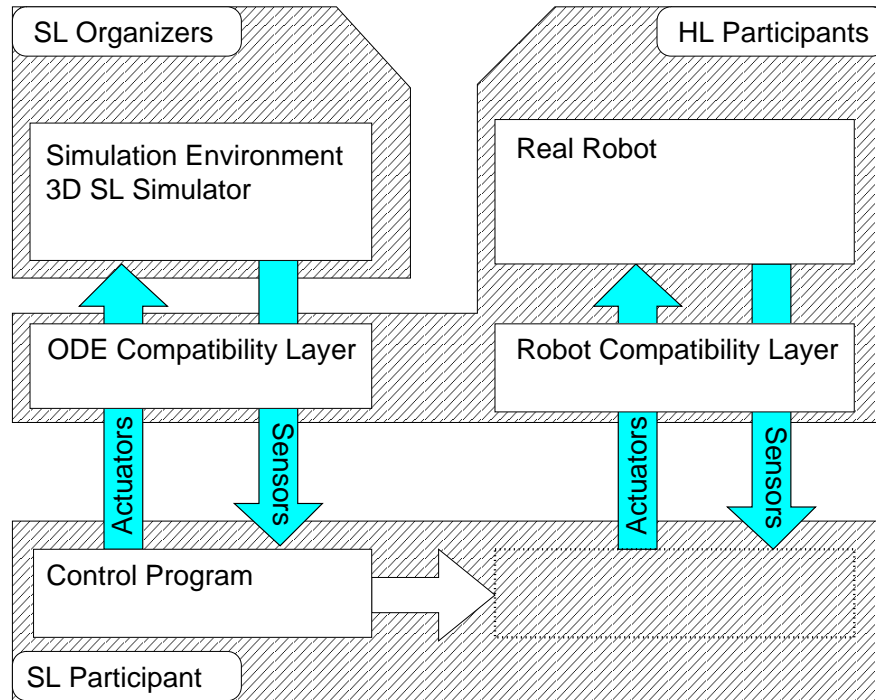 SL Organizers
HL Participants
Simulation Environment
3D SL Simulator
Real Robot
ODE Compatibility Layer
Robot Compatibility Layer
Actuators
Sensors
Actuators
Sensors
Control Program
SL Participant